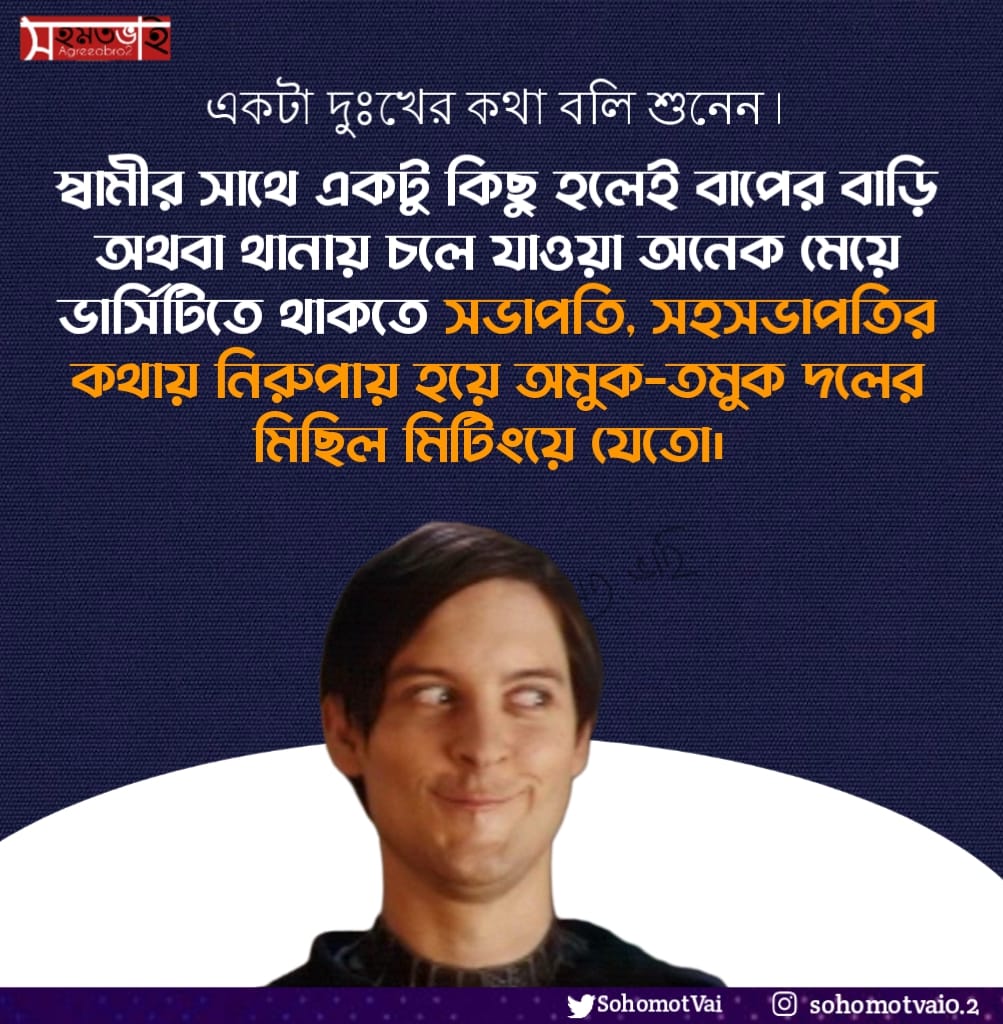 সহমতভাই
Agreeabro2
একটা দুঃখের কথা বলি শুনেন।
স্বামীর সাথে একটু কিছু হলেই বাপের বাড়ি
অথবা থানায় চলে যাওয়া অনেক মেয়ে
ভার্সিটিতে থাকতে সভাপতি, সহসভাপতির
কথায় নিরুপায় হয়ে অমুক-তমুক দলের
মিছিল মিটিংয়ে যেতো।
SohomotVai
sohomotvaio.2